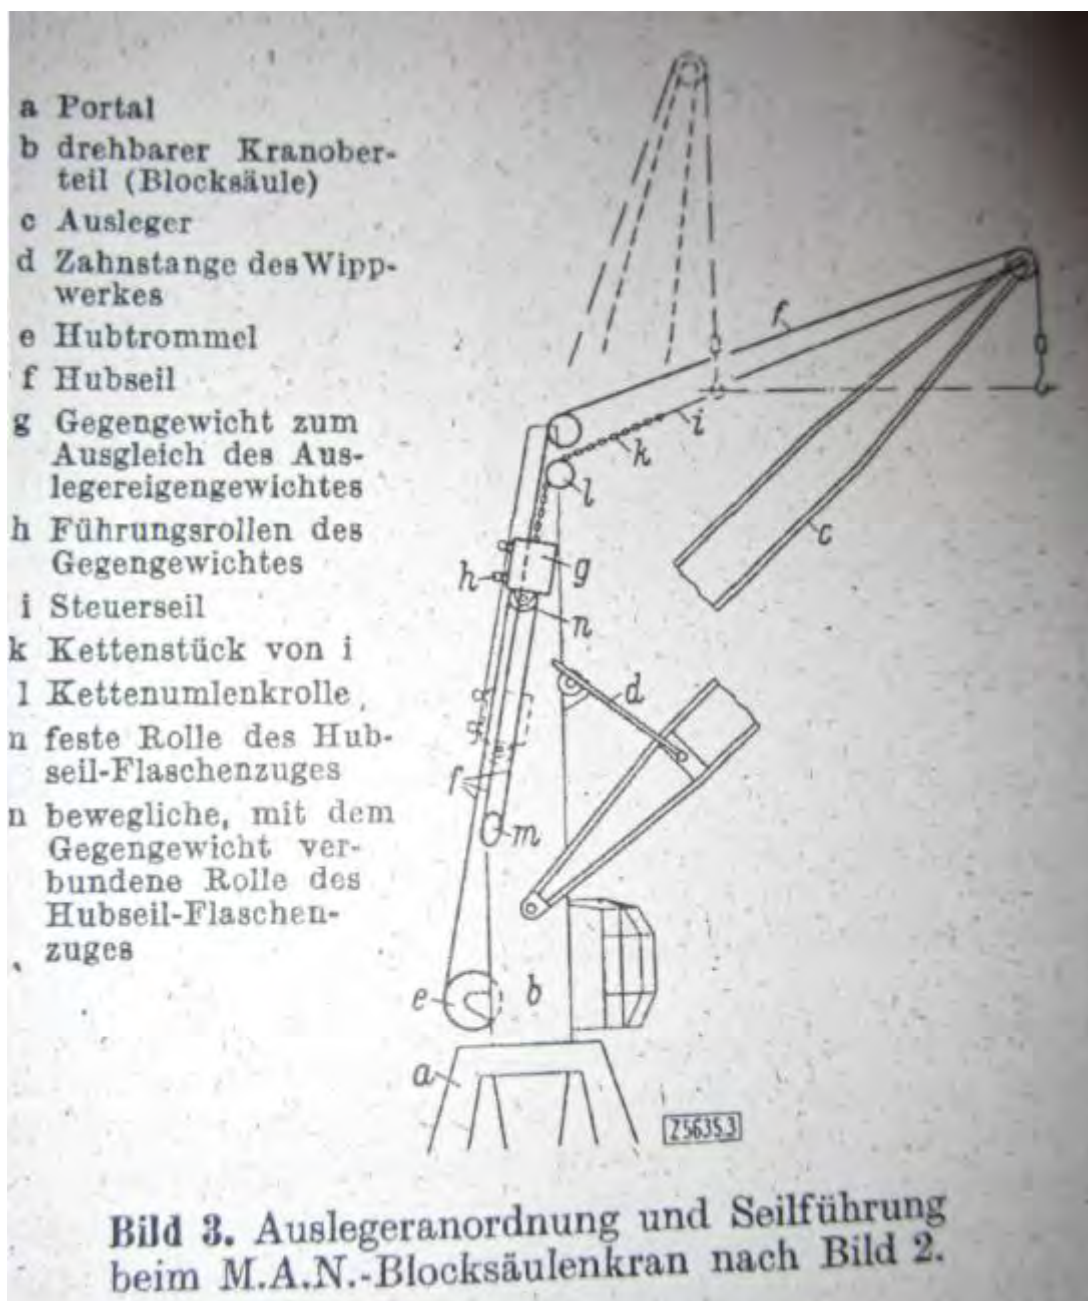 a Portal
b drehbarer Kranober-
teil (Blocksäule)
c Ausleger
d Zahnstange des Wipp-
werkes
e Hubtrommel
f Hubseil
g Gegengewicht zum
Ausgleich des Aus-
legereigengewichtes
h Führungsrollen des
Gegengewichtes
i Steuerseil
k Kettenstück von i
l Kettenumlenkrolle
n feste Rolle des Hub-
seil-Flaschenzuges
n bewegliche, mit dem
Gegengewicht ver-
bundene Rolle des
Hubseil-Flaschen-
zuges
f
i
k
l
c
h
g
n
d
g
f
m
e
b
a
Z5635.3
Bild 3. Auslegeranordnung und Seilführung
beim M.A.N.-Blocksäulenkran nach Bild 2.